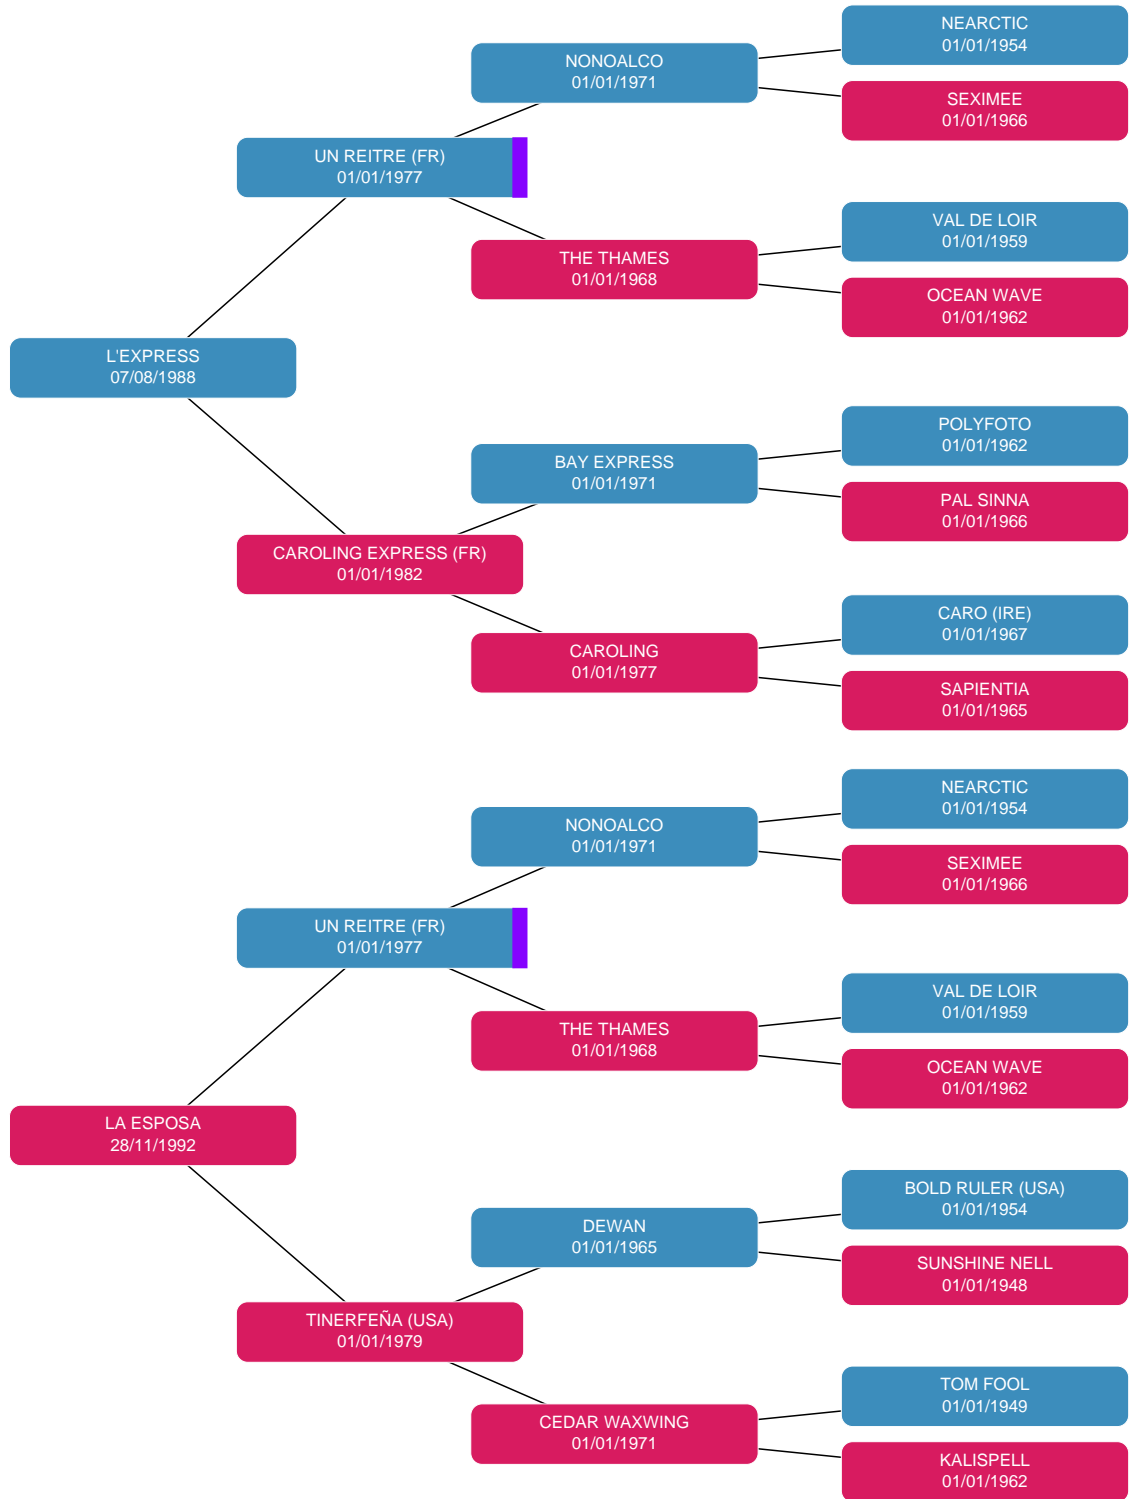 NEARCTIC
01/01/1954
NONOALCO
01/01/1971
SEXIMEE
01/01/1966
UN REITRE (FR)
01/01/1977
VAL DE LOIR
01/01/1959
THE THAMES
01/01/1968
OCEAN WAVE
01/01/1962
L'EXPRESS
07/08/1988
POLYFOTO
01/01/1962
BAY EXPRESS
01/01/1971
PAL SINNA
01/01/1966
CAROLING EXPRESS (FR)
01/01/1982
CARO (IRE)
01/01/1967
CAROLING
01/01/1977
SAPIENTIA
01/01/1965
NEARCTIC
01/01/1954
NONOALCO
01/01/1971
SEXIMEE
01/01/1966
UN REITRE (FR)
01/01/1977
VAL DE LOIR
01/01/1959
THE THAMES
01/01/1968
OCEAN WAVE
01/01/1962
LA ESPOSA
28/11/1992
BOLD RULER (USA)
01/01/1954
DEWAN
01/01/1965
SUNSHINE NELL
01/01/1948
TINERFEÑA (USA)
01/01/1979
TOM FOOL
01/01/1949
CEDAR WAXWING
01/01/1971
KALISPELL
01/01/1962